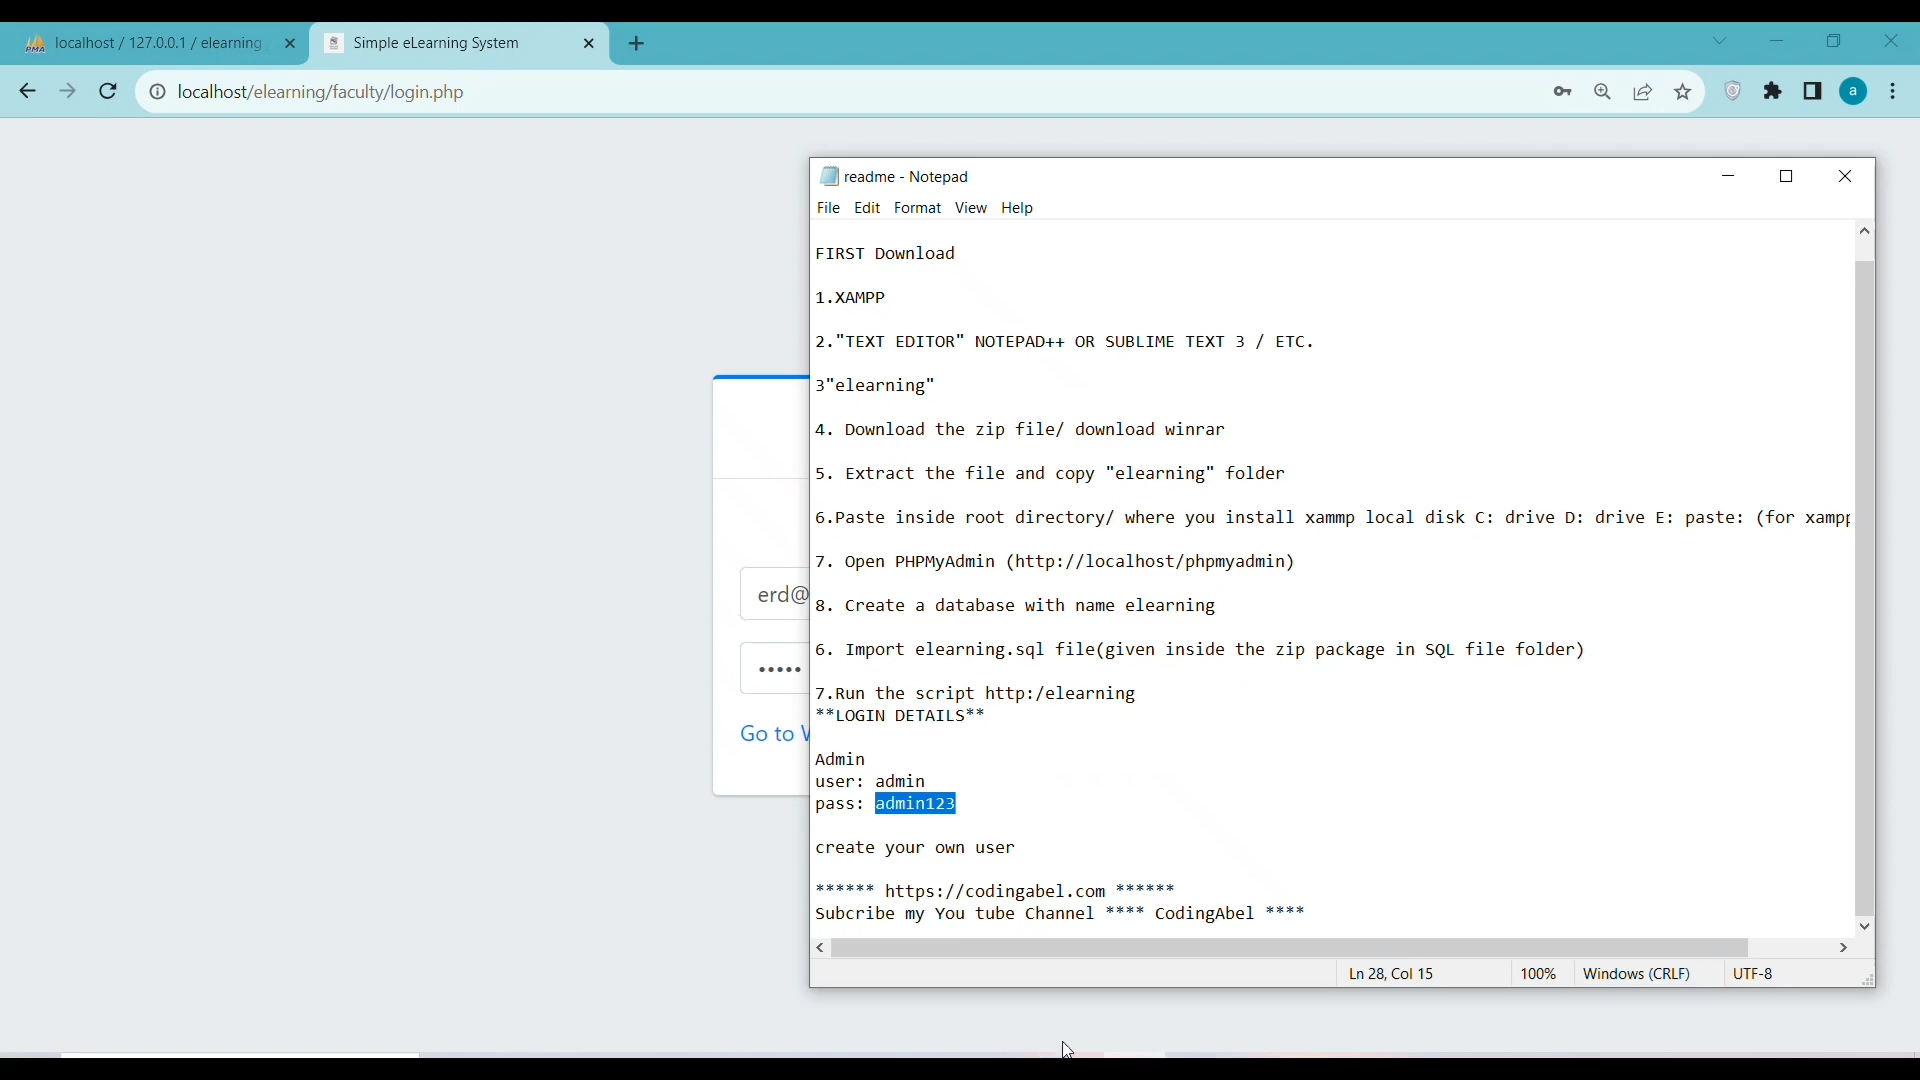 localhost / 127.0.0.1 / elearning
Simple eLearning System
localhost/elearning/faculty/login.php
a
readme - Notepad
File Edit Format View Help
FIRST Download
1.XAMPP
2."TEXT EDITOR" NOTEPAD++ OR SUBLIME TEXT 3 / ETC.
3"elearning"
4. Download the zip file/ download winrar
5. Extract the file and copy "elearning" folder
6.Paste inside root directory/ where you install xammp local disk C: drive D: drive E: paste: (for xampp
7. Open PHPMyAdmin (http://localhost/phpmyadmin)
8. Create a database with name elearning
6. Import elearning.sql file(given inside the zip package in SQL file folder)
7.Run the script http:/elearning
**LOGIN DETAILS**
Admin
user: admin
pass: admin123
create your own user
****** https://codingabel.com ******
Subcribe my You tube Channel **** CodingAbel ****
Ln 28, Col 15
100%
Windows (CRLF)
UTF-8
erd@
•••••
Go to